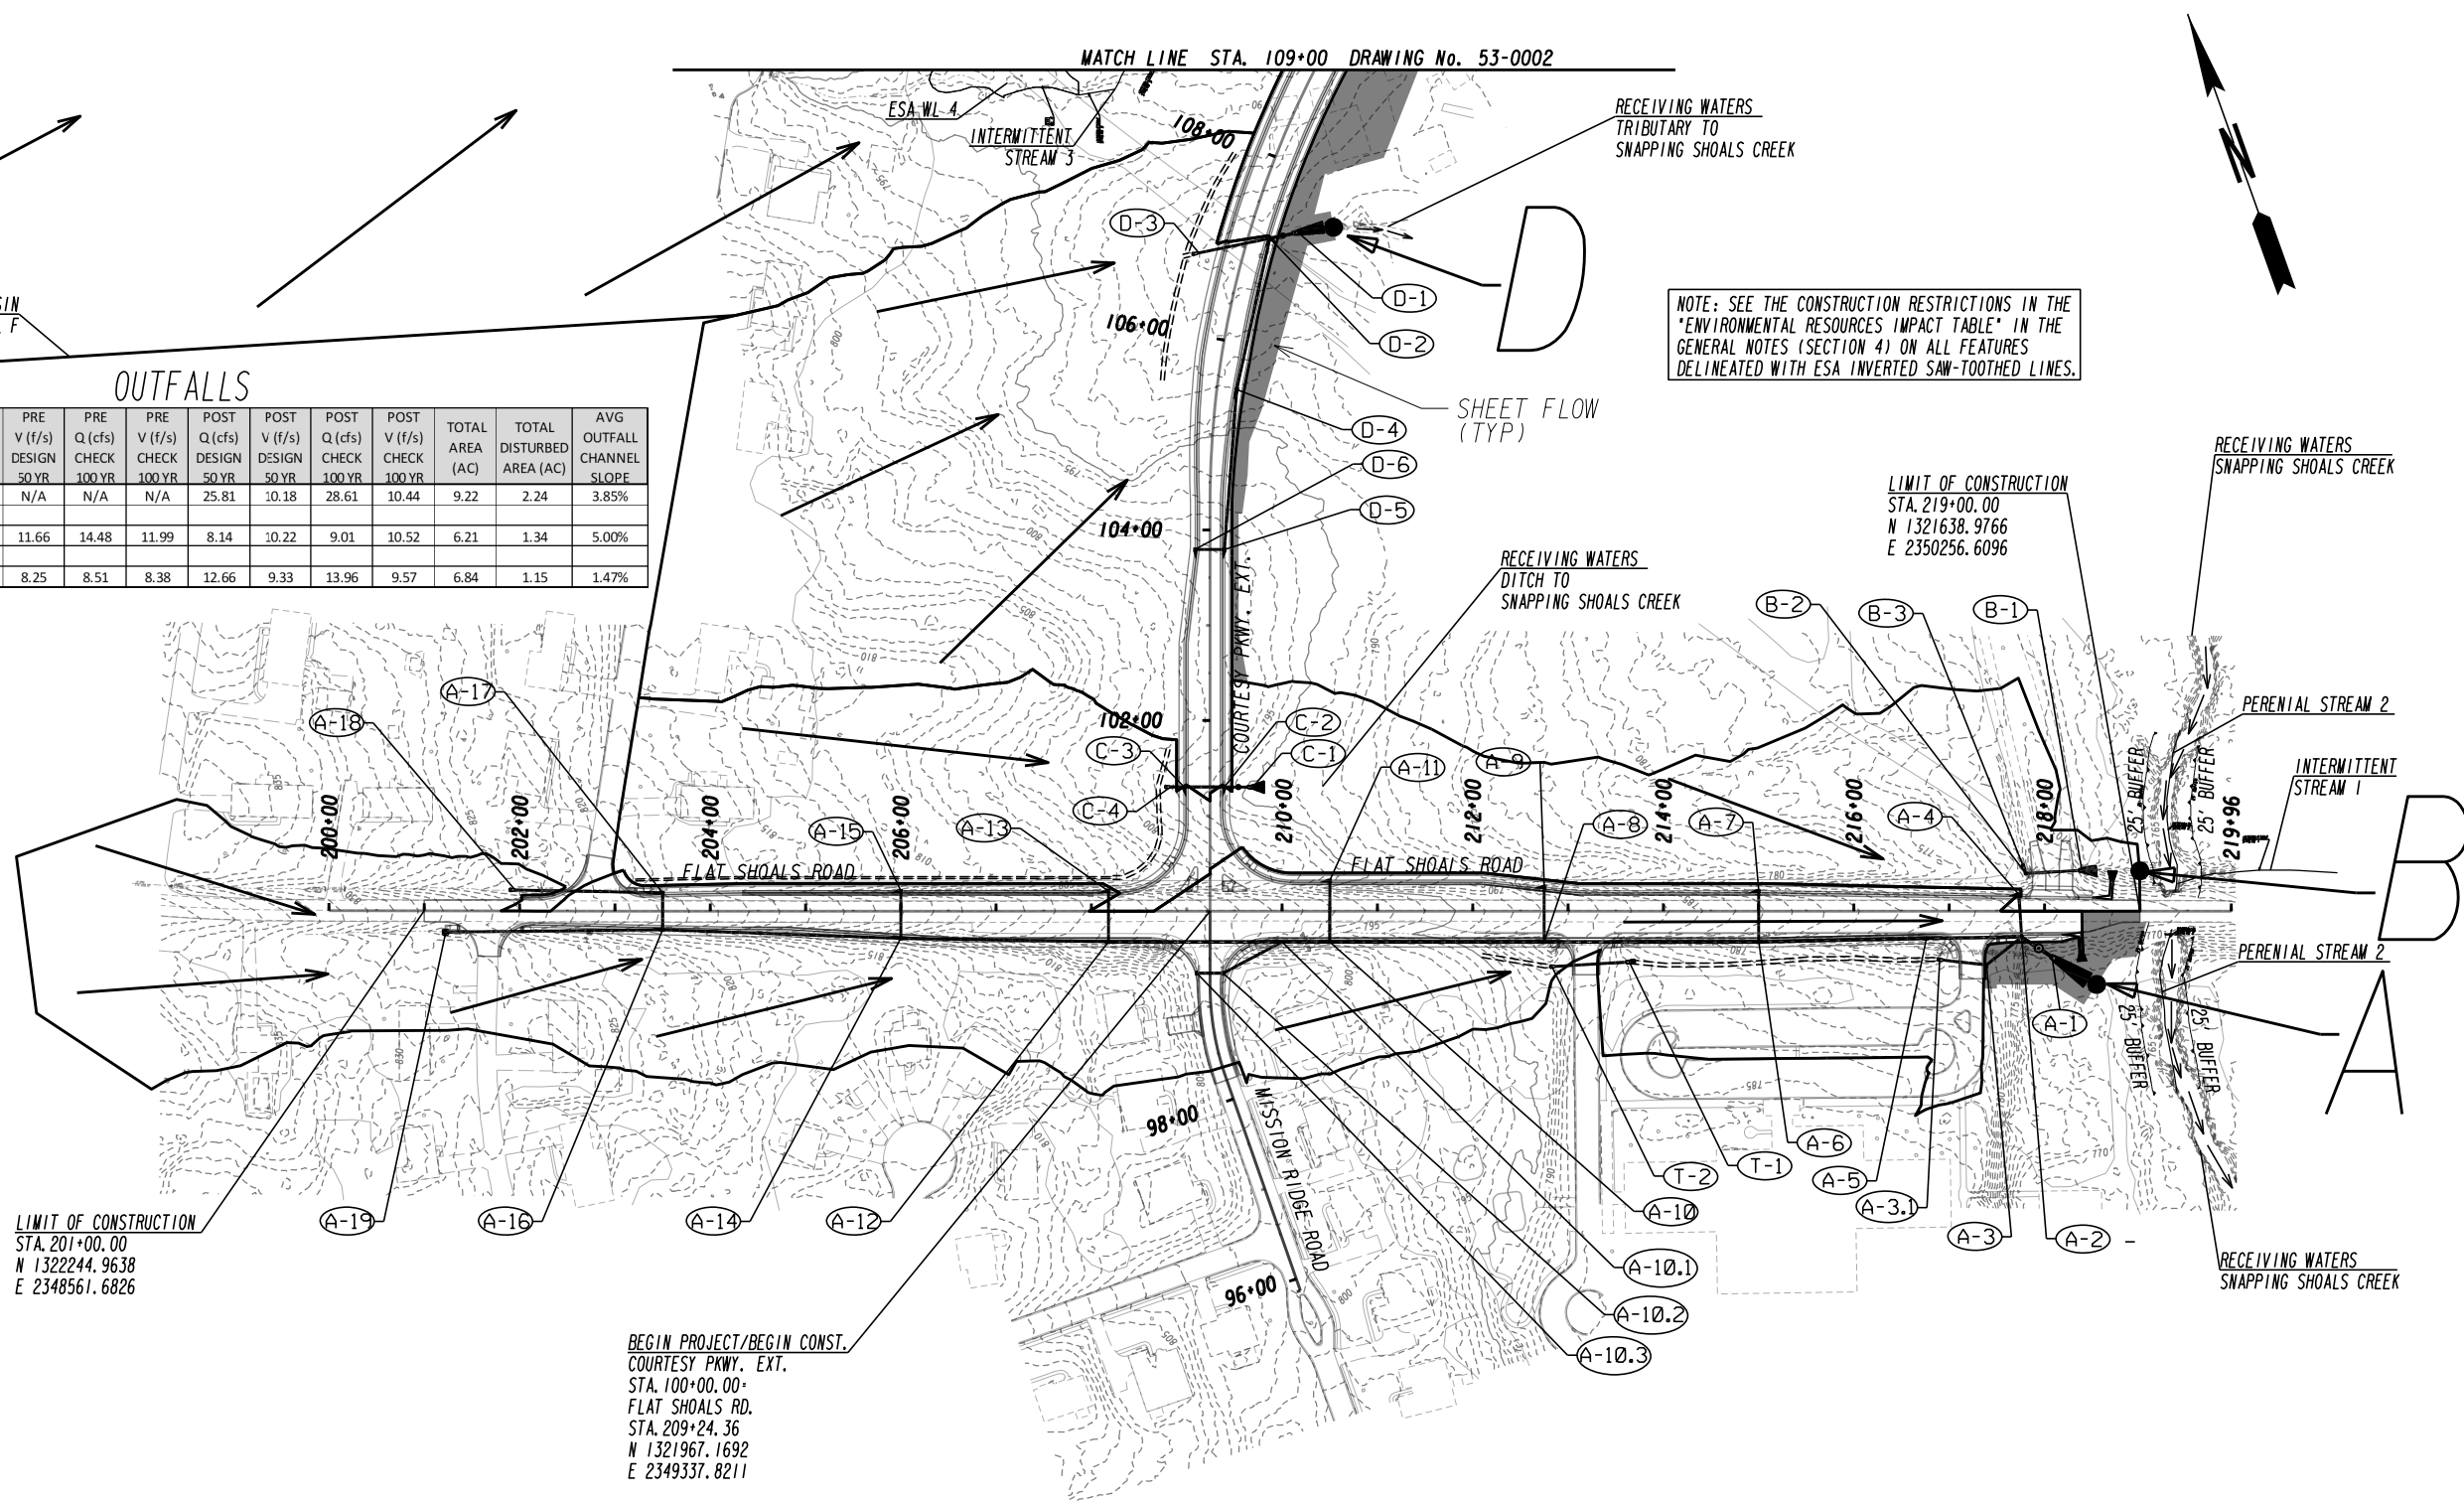 MATCH LINE STA. 109+00 DRAWING No. 53-0002
ESA WL 4
INTERMITTENT
STREAM 3
108+00
RECEIVING WATERS
TRIBUTARY TO
SNAPPING SHOALS CREEK
N
D-3
D
D-1
D-2
106+00
NOTE: SEE THE CONSTRUCTION RESTRICTIONS IN THE
"ENVIRONMENTAL RESOURCES IMPACT TABLE" IN THE
GENERAL NOTES (SECTION 4) ON ALL FEATURES
DELINEATED WITH ESA INVERTED SAW-TOOTHED LINES.
F
SHEET FLOW
(TYP)
D-4
D-6
D-5
104+00
OUTFALLS
PRE PRE PRE POST POST POST POST TOTAL TOTAL AVG
V (f/s) Q (cfs) V (f/s) Q (cfs) V (f/s) Q (cfs) V (f/s) AREA DISTURBED OUTFALL
DESIGN CHECK CHECK DESIGN DESIGN CHECK CHECK (AC) AREA (AC) CHANNEL
50 YR 100 YR 100 YR 50 YR 50 YR 100 YR 100 YR SLOPE
N/A N/A N/A 25.81 10.18 28.61 10.44 9.22 2.24 3.85%
11.66 14.48 11.99 8.14 10.22 9.01 10.52 6.21 1.34 5.00%
8.25 8.51 8.38 12.66 9.33 13.96 9.57 6.84 1.15 1.47%
RECEIVING WATERS
SNAPPING SHOALS CREEK
LIMIT OF CONSTRUCTION
STA. 219+00.00
N 1321638.9766
E 2350256.6096
RECEIVING WATERS
DITCH TO
SNAPPING SHOALS CREEK
COURTESY PKWY. EXT.
B-2
B-3
B-1
A-17
A-18
102+00
C-3
C-2
C-1
C-4
A-11
A-9
PERENIAL STREAM 2
INTERMITTENT
STREAM 1
25' BUFFER
25' BUFFER
200+00
202+00
204+00
206+00
210+00
212+00
214+00
216+00
218+00
219+96
A-15
A-13
A-8
A-7
A-4
FLAT SHOALS ROAD
FLAT SHOALS ROAD
B
PERENIAL STREAM 2
A-1
25' BUFFER
25' BUFFER
A
98+00
MISSION RIDGE ROAD
96+00
A-6
T-1
T-2
A-5
A-3.1
A-10
A-3
A-2
A-19
A-16
A-14
A-12
A-10.1
A-10.2
A-10.3
LIMIT OF CONSTRUCTION
STA. 201+00.00
N 1322244.9638
E 2348561.6826
RECEIVING WATERS
SNAPPING SHOALS CREEK
BEGIN PROJECT/BEGIN CONST.
COURTESY PKWY. EXT.
STA. 100+00.00=
FLAT SHOALS RD.
STA. 209+24.36
N 1321967.1692
E 2349337.8211